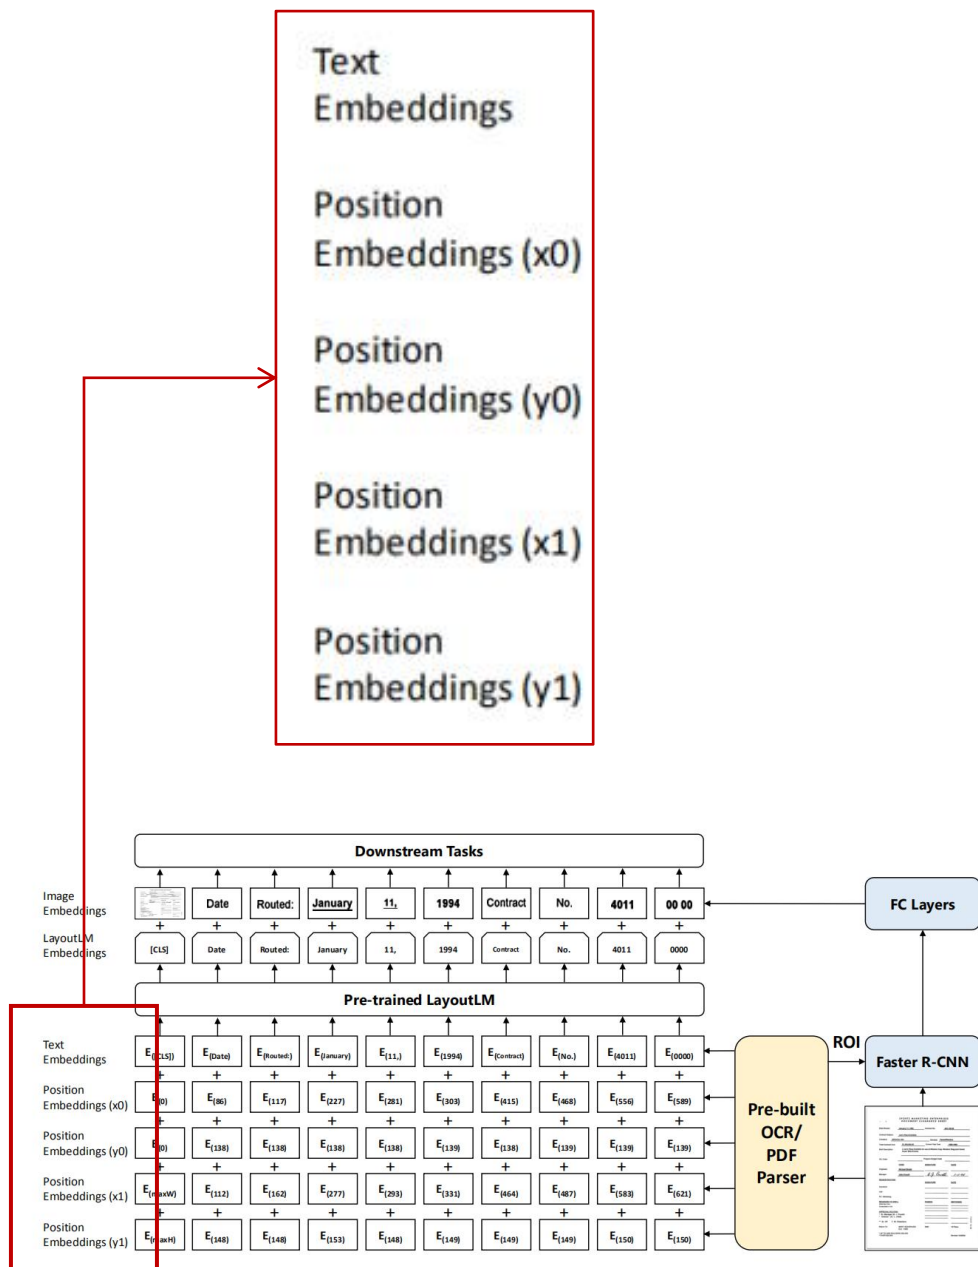 Text
Embeddings
Position
Embeddings (x0)
Position
Embeddings (y0)
Position
Embeddings (x1)
Position
Embeddings (y1)
Downstream Tasks
Image
Embeddings
Date Routed: January 11, 1994 Contract No. 4011 00 00
FC Layers
LayoutLM
Embeddings
[CLS] Date Routed: January 11, 1994 Contract No. 4011 0000
Pre-trained LayoutLM
Text
Embeddings
E([CLS]) E(Date) E(Routed:) E(January) E(11,) E(1994) E(Contract) E(No.) E(4011) E(0000)
ROI
Faster R-CNN
Position
Embeddings (x0)
E(0) E(86) E(117) E(227) E(281) E(303) E(415) E(468) E(556) E(589)
Position
Embeddings (y0)
E(0) E(138) E(138) E(138) E(138) E(139) E(138) E(139) E(139) E(139)
Position
Embeddings (x1)
E(maxW) E(112) E(162) E(277) E(293) E(331) E(464) E(487) E(583) E(621)
Position
Embeddings (y1)
E(maxH) E(148) E(148) E(153) E(148) E(149) E(149) E(149) E(150) E(150)
Pre-built
OCR/
PDF
Parser